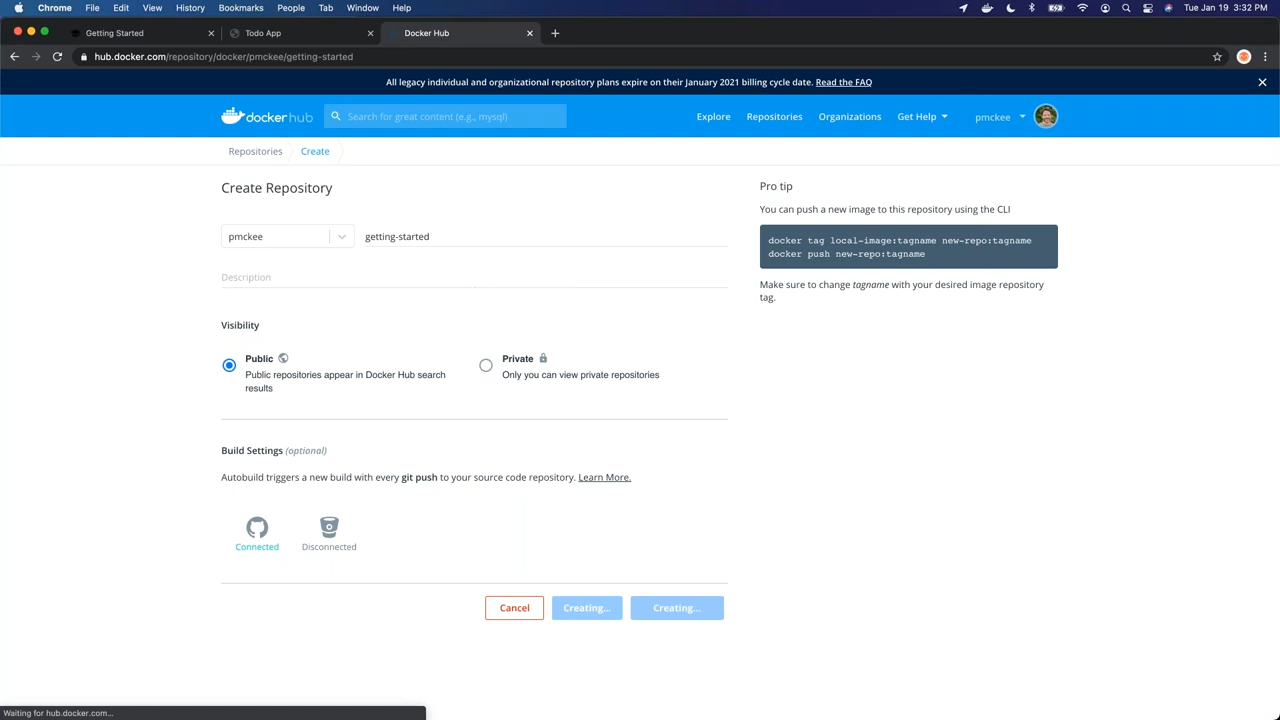 Chrome File Edit View History Bookmarks People Tab Window Help Tue Jan 19 3:32 PM
Getting Started Todo App Docker Hub
hub.docker.com/repository/docker/pmckee/getting-started
All legacy individual and organizational repository plans expire on their January 2021 billing cycle date. Read the FAQ
docker hub Search for great content (e.g., mysql) Explore Repositories Organizations Get Help pmckee
Repositories Create
Create Repository
pmckee getting-started
Description
Visibility
Public Private
Public repositories appear in Docker Hub search Only you can view private repositories
results
Build Settings (optional)
Autobuild triggers a new build with every git push to your source code repository. Learn More.
Connected Disconnected
Cancel Creating... Creating...
Pro tip
You can push a new image to this repository using the CLI
docker tag local-image:tagname new-repo:tagname
docker push new-repo:tagname
Make sure to change tagname with your desired image repository
tag.
Waiting for hub.docker.com...